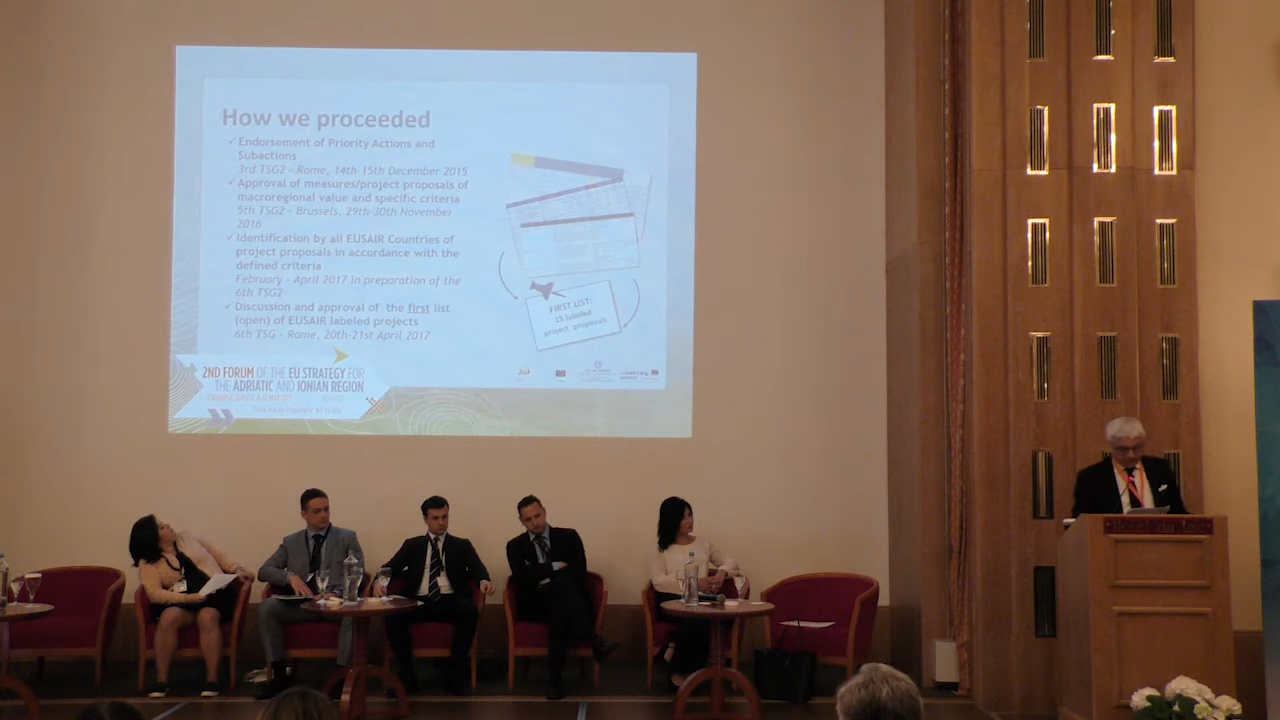 How we proceeded
✓ Endorsement of Priority Actions and
Subactions
3rd TSG2 - Rome, 14th-15th December 2015
✓ Approval of measures/project proposals of
macroregional value and specific criteria
5th TSG2 - Brussels, 29th-30th November
2016
✓ Identification by all EUSAIR Countries of
project proposals in accordance with the
defined criteria
February - April 2017 in preparation of the
6th TSG2
✓ Discussion and approval of the first list
(open) of EUSAIR labeled projects
6th TSG - Rome, 20th-21st April 2017
FIRST LIST:
15 labeled
project proposals
2ND FORUM OF THE EU STRATEGY FOR
THE ADRIATIC AND IONIAN REGION
Hotel du Lac